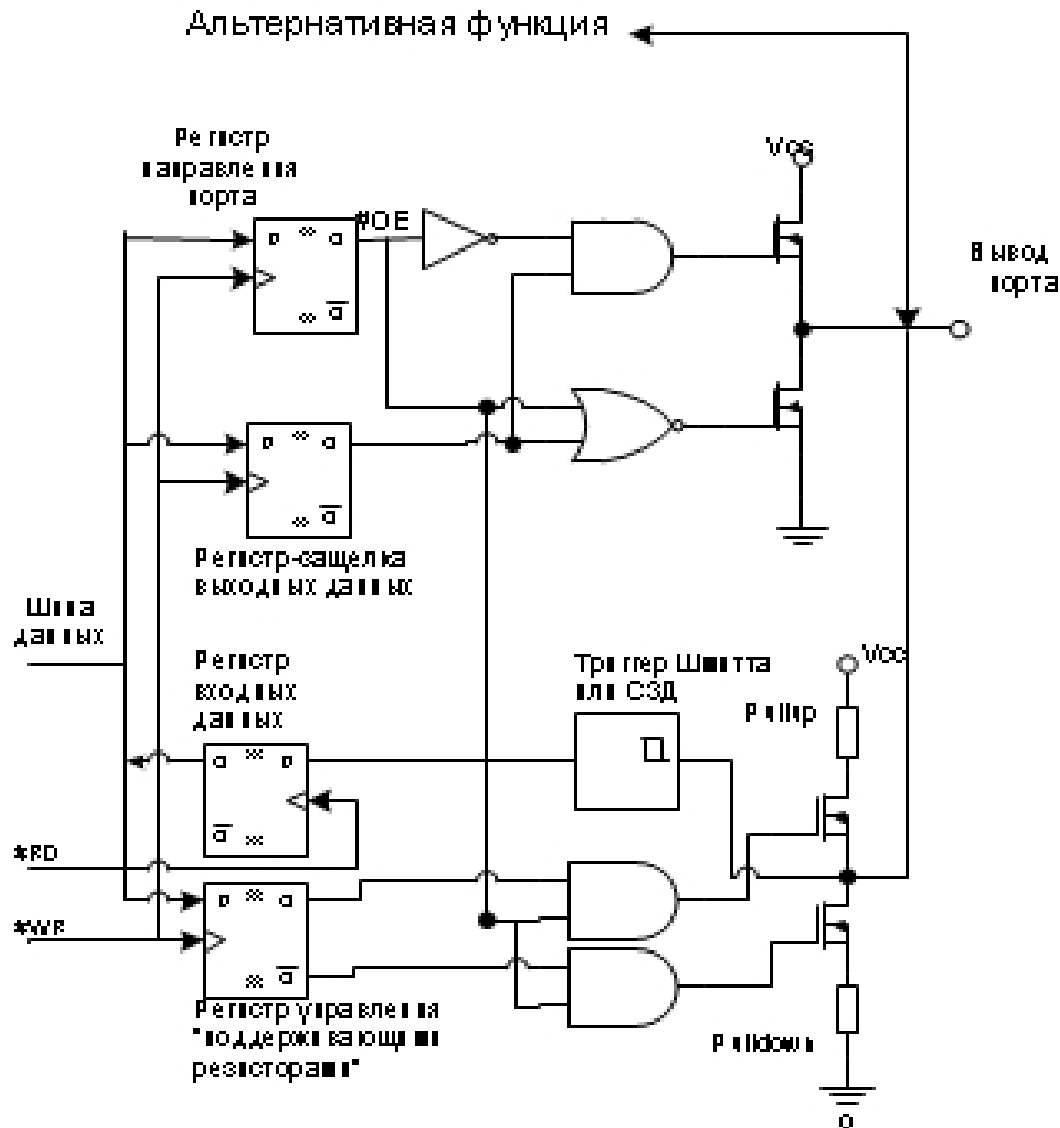 Альтернативная функция
Регистр
направления
порта
Vcc
#OE
D Q
Q
Вывод
порта
D Q
Q
Регистр-защелка
выходных данных
Шина
данных
Регистр
входных
данных
Триггер Шмитта
или СЗД
Vcc
Pullup
Q D
Q
#RD
D Q
#WR
Q
Регистр управления
"поддерживающими
резисторами"
Pulldown
0